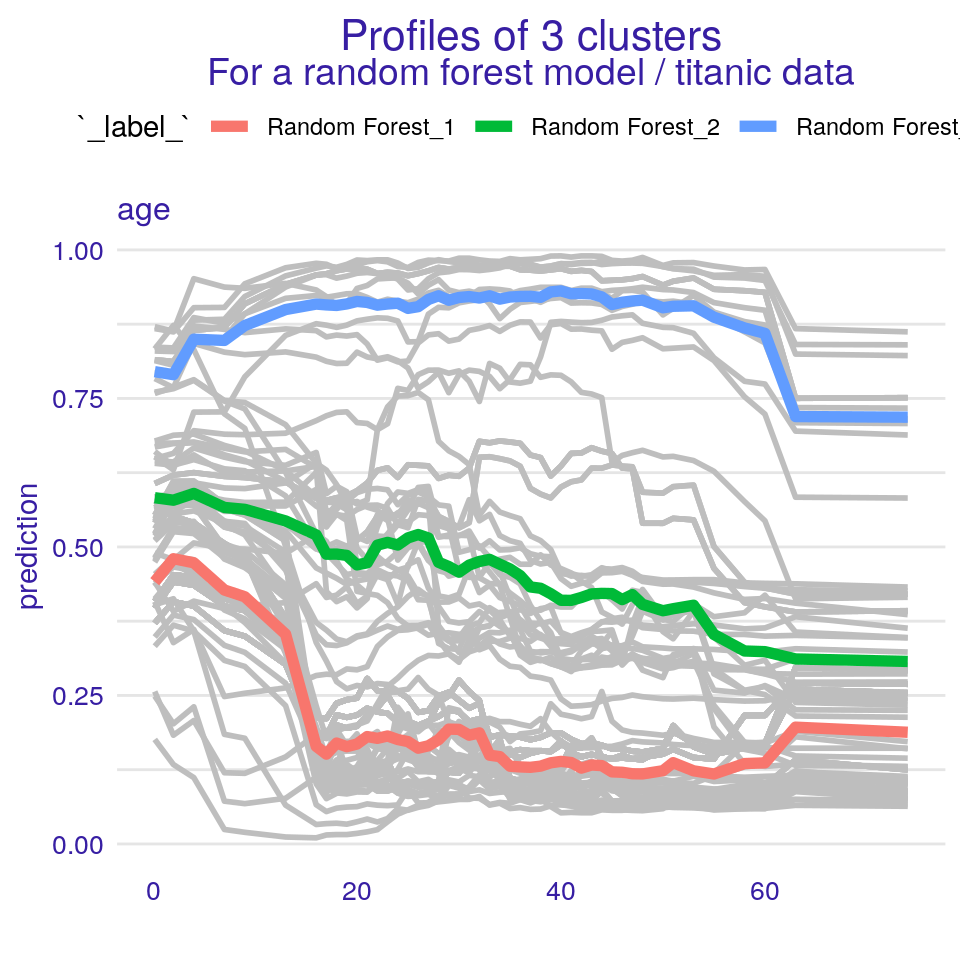 Profiles of 3 clusters
For a random forest model / titanic data
`_label_` Random Forest_1 Random Forest_2 Random Forest_
age
1.00
0.75
0.50
0.25
0.00
prediction
0 20 40 60